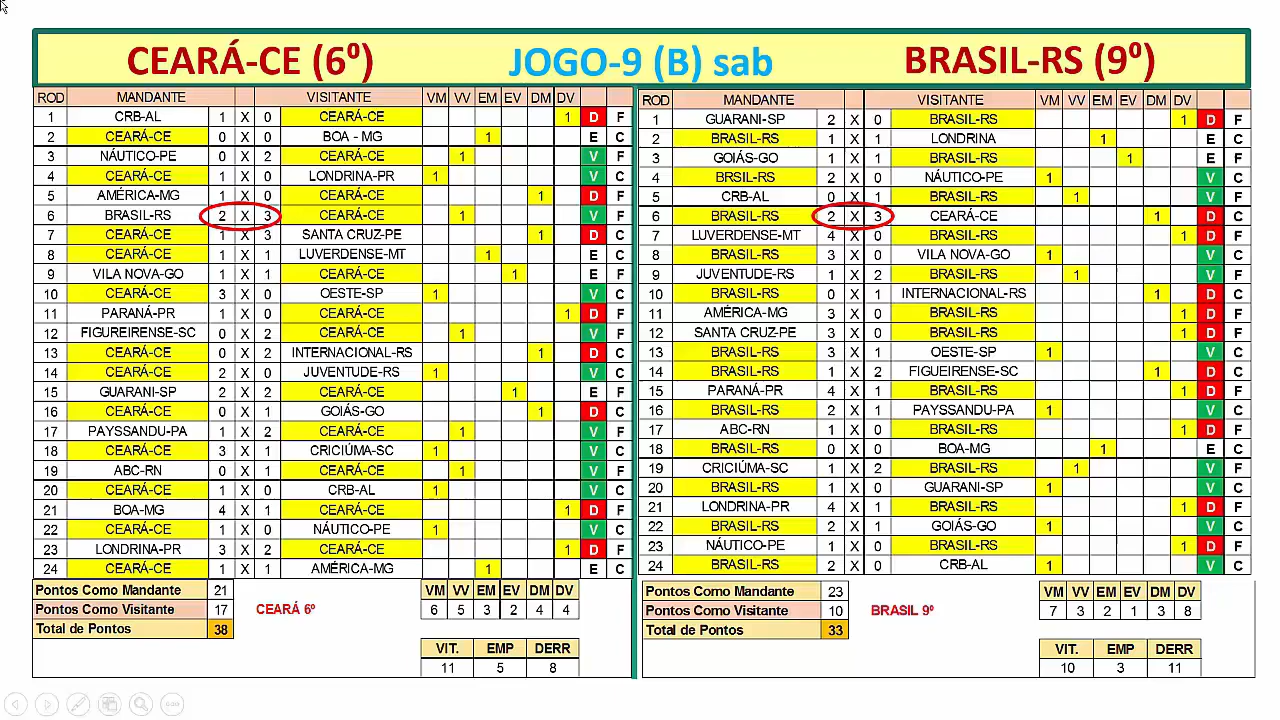 CEARÁ-CE (6º) JOGO-9 (B) sab BRASIL-RS (9º)
ROD MANDANTE VISITANTE VM VV EM EV DM DV
1 CRB-AL 1 X 0 CEARÁ-CE 1 D F
2 CEARÁ-CE 0 X 0 BOA - MG 1 E C
3 NÁUTICO-PE 0 X 2 CEARÁ-CE 1 V F
4 CEARÁ-CE 1 X 0 LONDRINA-PR 1 V C
5 AMÉRICA-MG 1 X 0 CEARÁ-CE 1 D F
6 BRASIL-RS 2 X 3 CEARÁ-CE 1 V F
7 CEARÁ-CE 1 X 3 SANTA CRUZ-PE 1 D C
8 CEARÁ-CE 1 X 1 LUVERDENSE-MT 1 E C
9 VILA NOVA-GO 1 X 1 CEARÁ-CE 1 E F
10 CEARÁ-CE 3 X 0 OESTE-SP 1 V C
11 PARANÁ-PR 1 X 0 CEARÁ-CE 1 D F
12 FIGUREIRENSE-SC 0 X 2 CEARÁ-CE 1 V F
13 CEARÁ-CE 0 X 2 INTERNACIONAL-RS 1 D C
14 CEARÁ-CE 2 X 0 JUVENTUDE-RS 1 V C
15 GUARANI-SP 2 X 2 CEARÁ-CE 1 E F
16 CEARÁ-CE 0 X 1 GOIÁS-GO 1 D C
17 PAYSSANDU-PA 1 X 2 CEARÁ-CE 1 V F
18 CEARÁ-CE 3 X 1 CRICIÚMA-SC 1 V C
19 ABC-RN 0 X 1 CEARÁ-CE 1 V F
20 CEARÁ-CE 1 X 0 CRB-AL 1 V C
21 BOA-MG 4 X 1 CEARÁ-CE 1 D F
22 CEARÁ-CE 1 X 0 NÁUTICO-PE 1 V C
23 LONDRINA-PR 3 X 2 CEARÁ-CE 1 D F
24 CEARÁ-CE 1 X 1 AMÉRICA-MG 1 E C
Pontos Como Mandante 21 VM VV EM EV DM DV
Pontos Como Visitante 17 CEARÁ 6º 6 5 3 2 4 4
Total de Pontos 38
VIT. EMP DERR
11 5 8
ROD MANDANTE VISITANTE VM VV EM EV DM DV
1 GUARANI-SP 2 X 0 BRASIL-RS 1 D F
2 BRASIL-RS 1 X 1 LONDRINA 1 E C
3 GOIÁS-GO 1 X 1 BRASIL-RS 1 E F
4 BRSIL-RS 2 X 0 NÁUTICO-PE 1 V C
5 CRB-AL 0 X 1 BRASIL-RS 1 V F
6 BRASIL-RS 2 X 3 CEARÁ-CE 1 D C
7 LUVERDENSE-MT 4 X 0 BRASIL-RS 1 D F
8 BRASIL-RS 3 X 0 VILA NOVA-GO 1 V C
9 JUVENTUDE-RS 1 X 2 BRASIL-RS 1 V F
10 BRASIL-RS 0 X 1 INTERNACIONAL-RS 1 D C
11 AMÉRICA-MG 3 X 0 BRASIL-RS 1 D F
12 SANTA CRUZ-PE 3 X 0 BRASIL-RS 1 D F
13 BRASIL-RS 3 X 1 OESTE-SP 1 V C
14 BRASIL-RS 1 X 2 FIGUEIRENSE-SC 1 D C
15 PARANÁ-PR 4 X 1 BRASIL-RS 1 D F
16 BRASIL-RS 2 X 1 PAYSSANDU-PA 1 V C
17 ABC-RN 1 X 0 BRASIL-RS 1 D F
18 BRASIL-RS 0 X 0 BOA-MG 1 E C
19 CRICIÚMA-SC 1 X 2 BRASIL-RS 1 V F
20 BRASIL-RS 1 X 0 GUARANI-SP 1 V C
21 LONDRINA-PR 4 X 1 BRASIL-RS 1 D F
22 BRASIL-RS 2 X 1 GOIÁS-GO 1 V C
23 NÁUTICO-PE 1 X 0 BRASIL-RS 1 D F
24 BRASIL-RS 2 X 0 CRB-AL 1 V C
Pontos Como Mandante 23 VM VV EM EV DM DV
Pontos Como Visitante 10 BRASIL 9º 7 3 2 1 3 8
Total de Pontos 33
VIT. EMP DERR
10 3 11